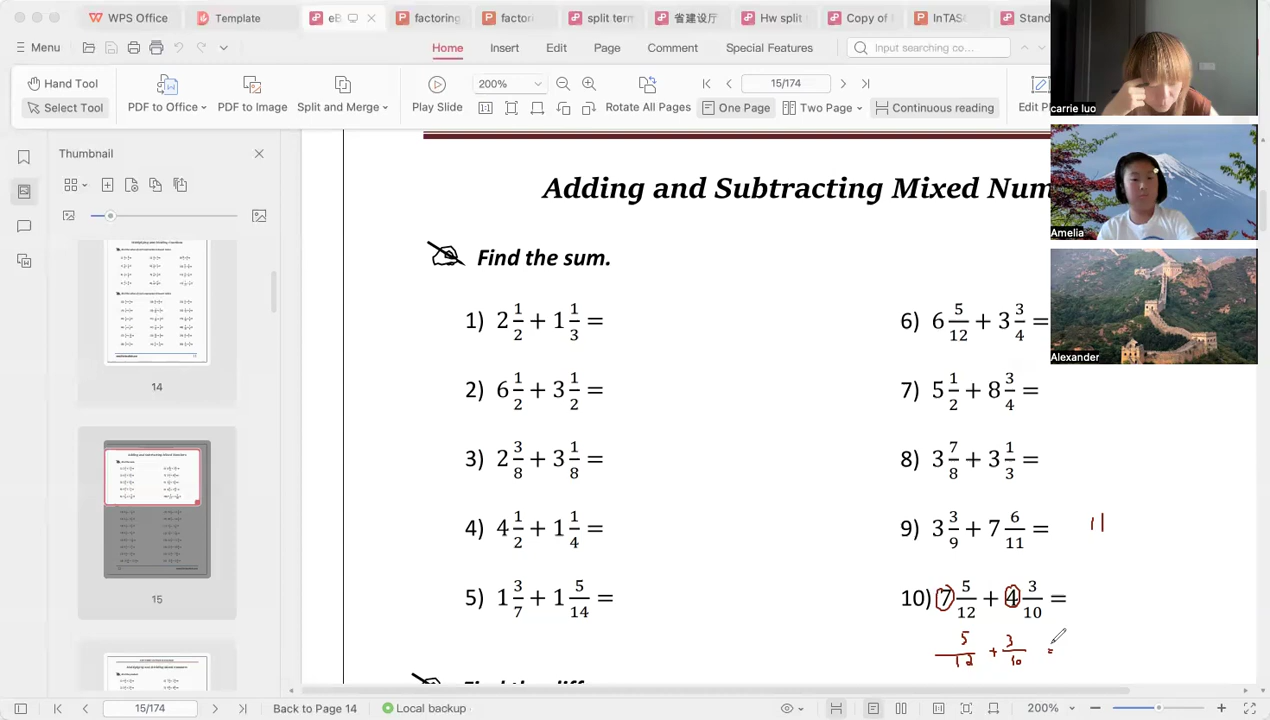 WPS Office Template eB factoring factor split term 省建设厅 Hw split Copy of InTAS Stand
Menu Home Insert Edit Page Comment Special Features Input searching co...
Hand Tool Select Tool PDF to Office PDF to Image Split and Merge Play Slide 200% 15/174 Rotate All Pages One Page Two Page Continuous reading Edit P
carrie luo
Amelia
Alexander
Thumbnail
14
15
Adding and Subtracting Mixed Num
Find the sum.
1) 2 1/2 + 1 1/3 =
2) 6 1/2 + 3 1/2 =
3) 2 3/8 + 3 1/8 =
4) 4 1/2 + 1 1/4 =
5) 1 3/7 + 1 5/14 =
6) 6 5/12 + 3 3/4 =
7) 5 1/2 + 8 3/4 =
8) 3 7/8 + 3 1/3 =
9) 3 3/9 + 7 6/11 = 11
10) 7 5/12 + 4 3/10 =
5/12 + 3/10 =
15/174 Back to Page 14 Local backup 200%